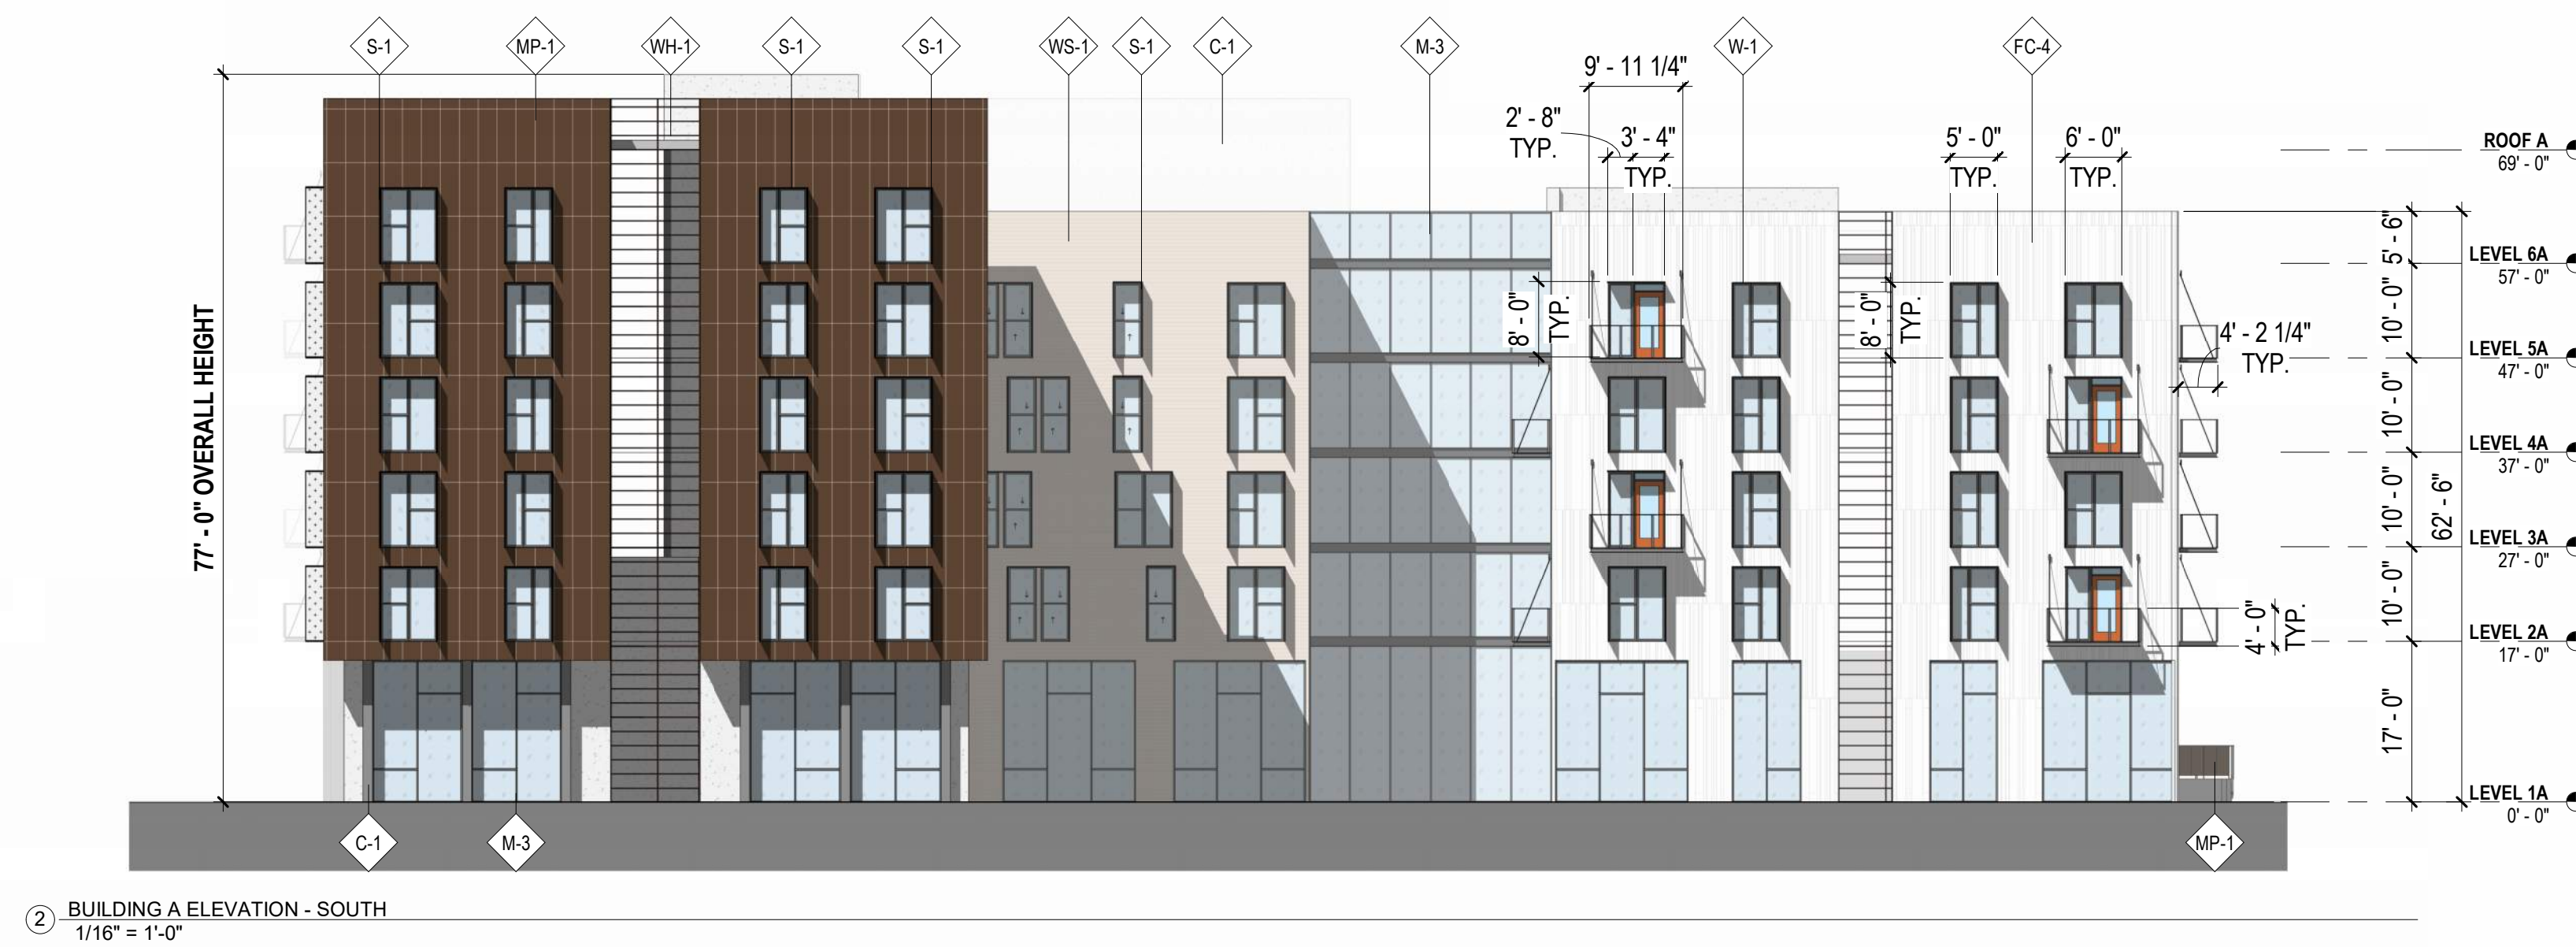 S-1
MP-1
WH-1
S-1
S-1
WS-1
S-1
C-1
M-3
W-1
FC-4
9' - 11 1/4"
2' - 8"
TYP.
3' - 4"
TYP.
5' - 0"
TYP.
6' - 0"
TYP.
ROOF A
69' - 0"
5' - 6"
LEVEL 6A
57' - 0"
77' - 0" OVERALL HEIGHT
8' - 0"
TYP.
8' - 0"
TYP.
4' - 2 1/4"
TYP.
10' - 0"
LEVEL 5A
47' - 0"
10' - 0"
LEVEL 4A
37' - 0"
10' - 0"
62' - 6"
LEVEL 3A
27' - 0"
10' - 0"
4' - 0"
TYP.
LEVEL 2A
17' - 0"
17' - 0"
LEVEL 1A
0' - 0"
C-1
M-3
MP-1
2
BUILDING A ELEVATION - SOUTH
1/16" = 1'-0"